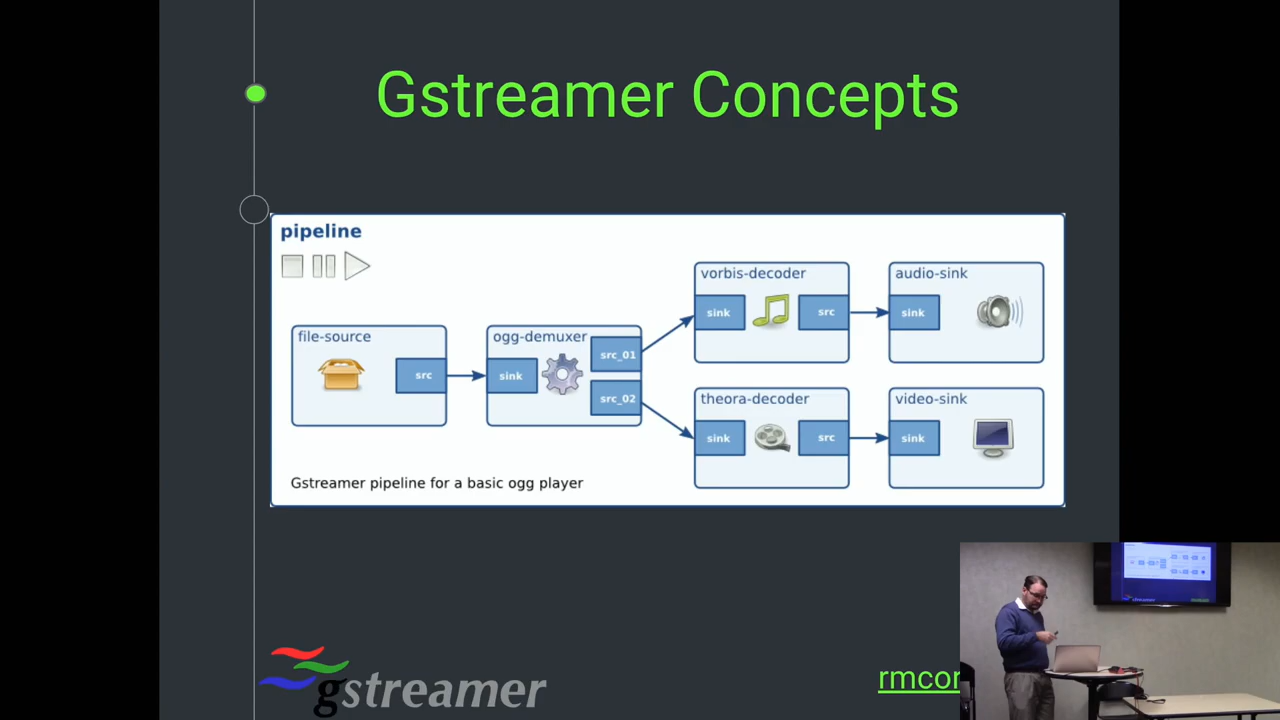 Gstreamer Concepts
pipeline
file-source
src
ogg-demuxer
sink
src_01
src_02
vorbis-decoder
sink
src
audio-sink
sink
theora-decoder
sink
src
video-sink
sink
Gstreamer pipeline for a basic ogg player
gstreamer